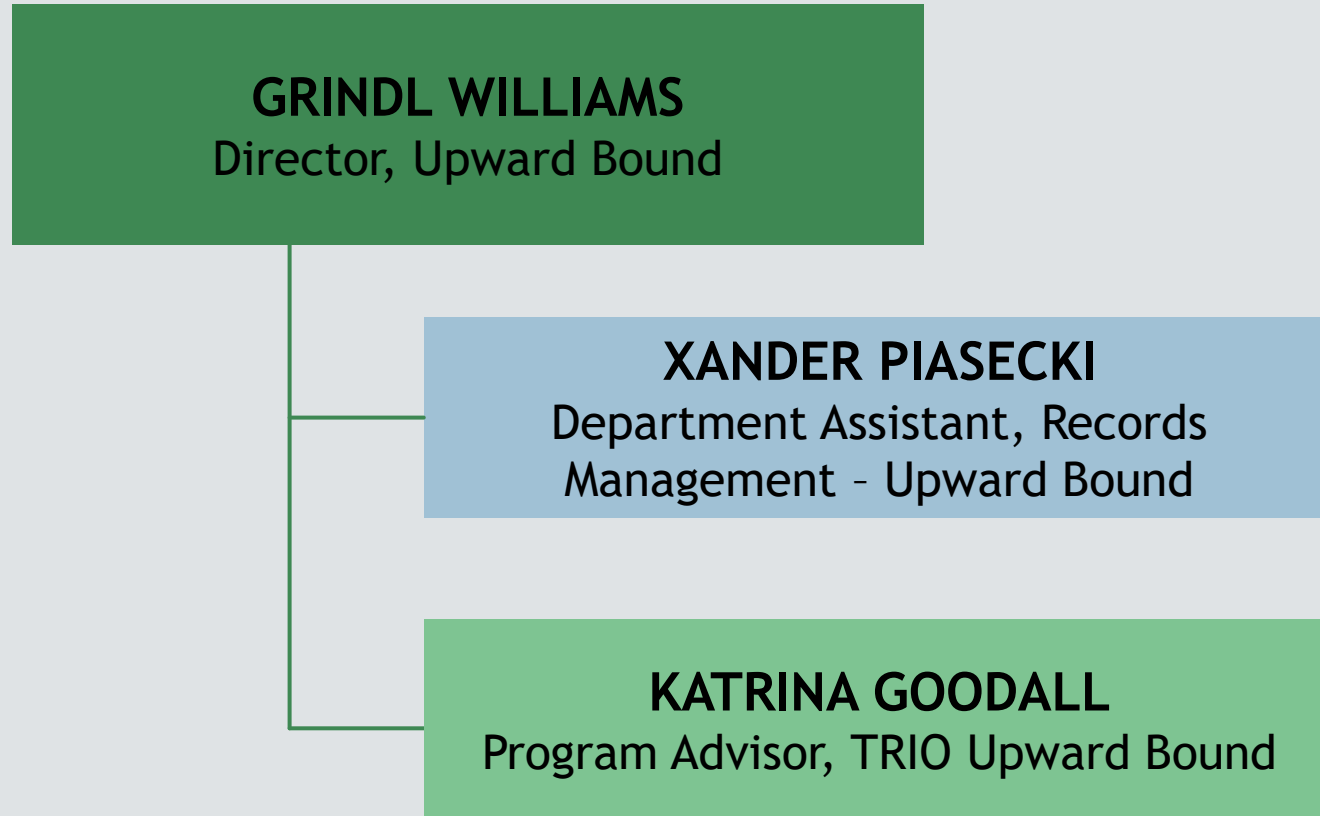 GRINDL WILLIAMS
Director, Upward Bound
XANDER PIASECKI
Department Assistant, Records
Management – Upward Bound
KATRINA GOODALL
Program Advisor, TRIO Upward Bound